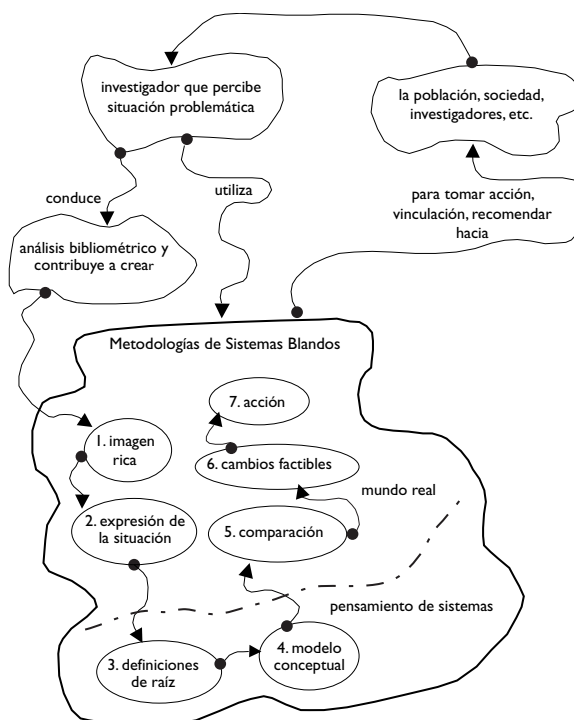 investigador que percibe
situación problemática
la población, sociedad,
investigadores, etc.
conduce
utiliza
para tomar acción,
vinculación, recomendar
hacia
análisis bibliométrico y
contribuye a crear
Metodologías de Sistemas Blandos
7. acción
1. imagen
rica
6. cambios factibles
mundo real
2. expresión de
la situación
5. comparación
pensamiento de sistemas
3. definiciones
de raíz
4. modelo
conceptual